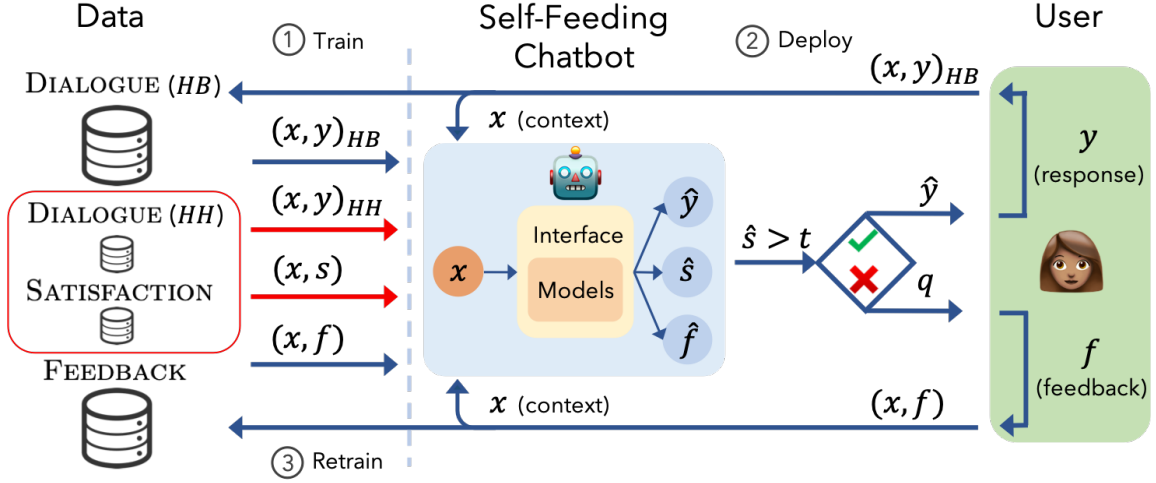 Data
① Train
Self-Feeding
Chatbot
② Deploy
User
DIALOGUE (HB)
(x, y)HB
x (context)
(x, y)HB
y
(response)
DIALOGUE (HH)
(x, y)HH
(x, s)
SATISFACTION
(x, f)
FEEDBACK
x
Interface
Models
ŷ
ŝ
f̂
ŝ > t
ŷ
q
f
(feedback)
x (context)
(x, f)
③ Retrain